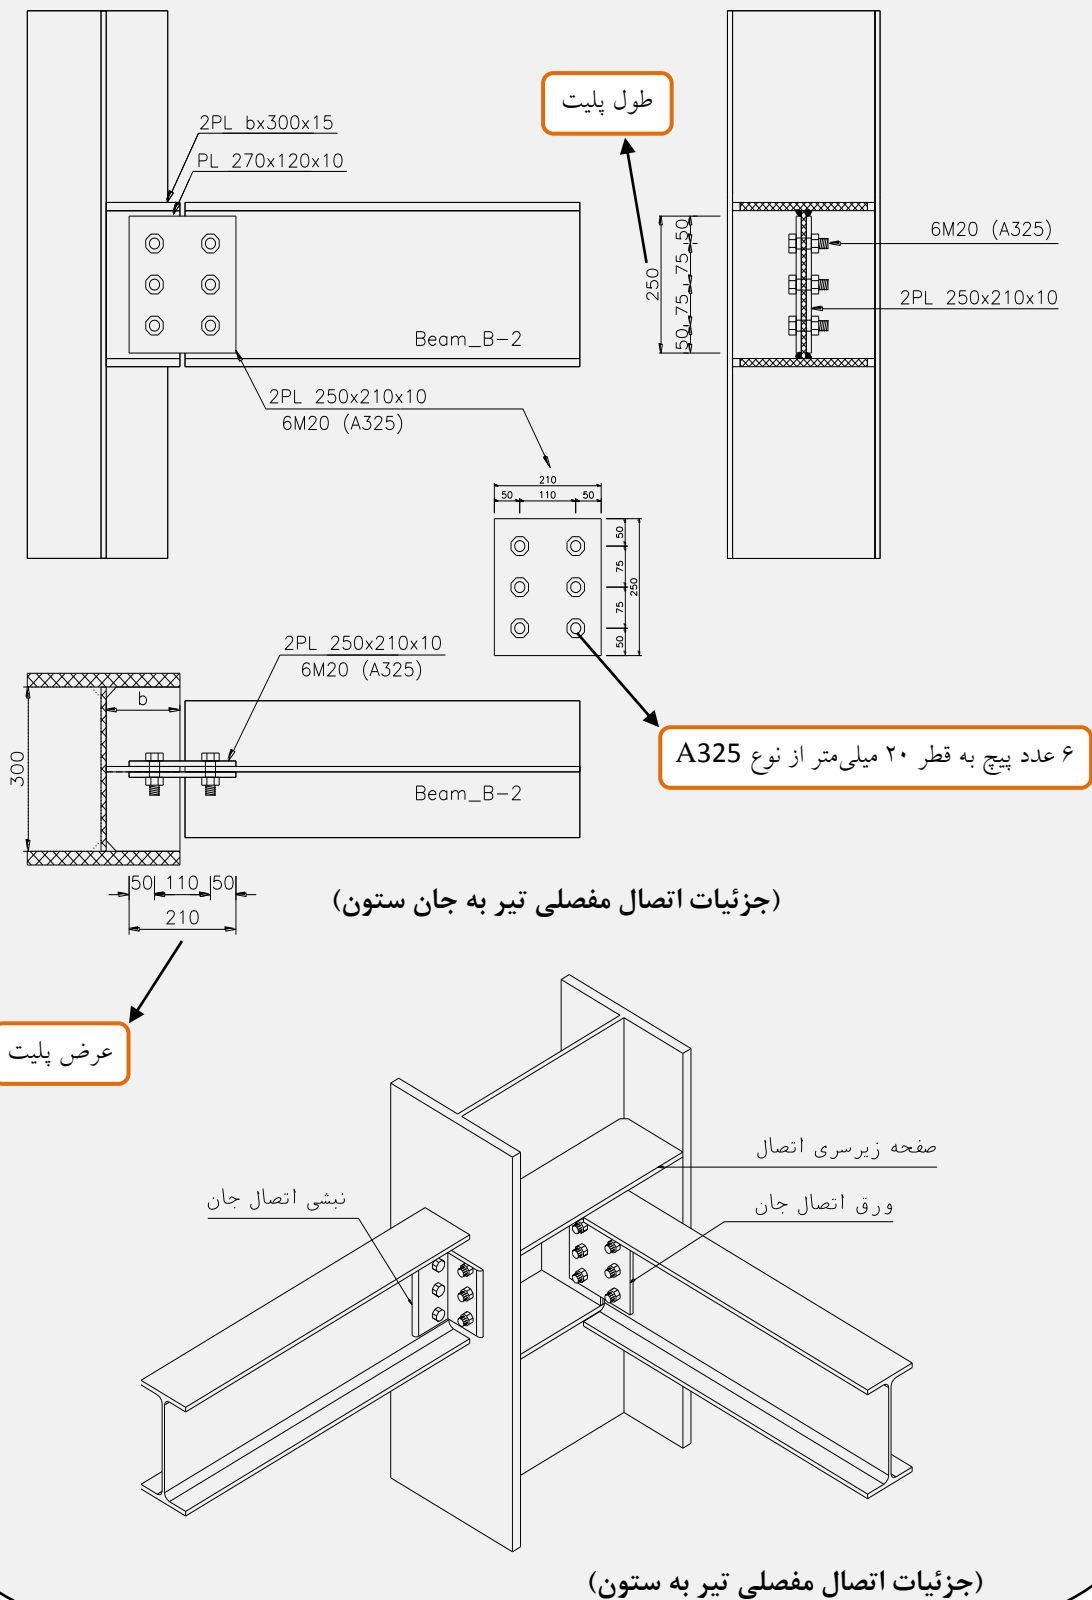 طول پلیت
2PL bx300x15
PL 270x120x10
50
75
75
50
250
6M20 (A325)
2PL 250x210x10
Beam_B-2
2PL 250x210x10
6M20 (A325)
210
50 110 50
50
75
75
50
250
2PL 250x210x10
6M20 (A325)
b
300
Beam_B-2
۶ عدد پیچ به قطر ۲۰ میلی‌متر از نوع A325
50 110 50
210
(جزئیات اتصال مفصلی تیر به جان ستون)
عرض پلیت
صفحه زیرسری اتصال
نبشی اتصال جان
ورق اتصال جان
(جزئیات اتصال مفصلی تیر به ستون)